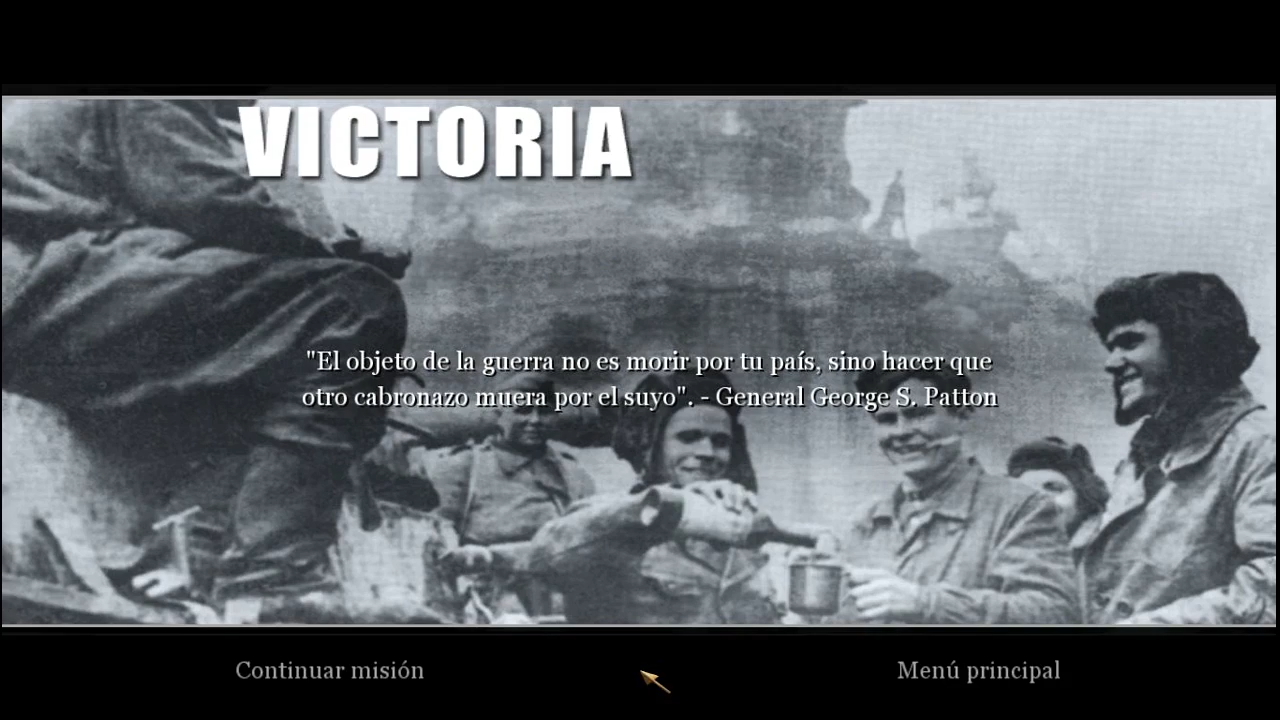 VICTORIA
"El objeto de la guerra no es morir por tu país, sino hacer que
otro cabronazo muera por el suyo". - General George S. Patton
Continuar misión
Menú principal